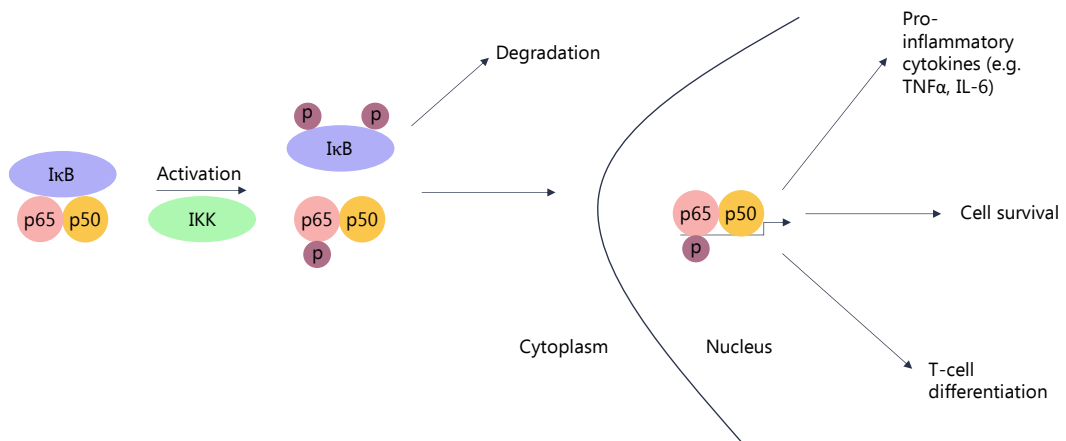 IκB
p65
p50
Activation
IKK
p
p
IκB
p65
p50
p
Degradation
Cytoplasm
Nucleus
p65
p50
p
Pro-
inflammatory
cytokines (e.g.
TNFα, IL-6)
Cell survival
T-cell
differentiation